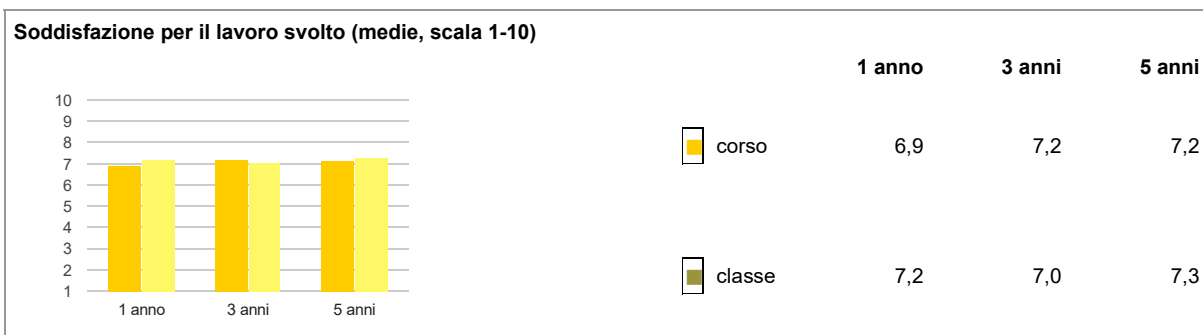 Soddisfazione per il lavoro svolto (medie, scala 1-10)
1 anno 3 anni 5 anni
10
9
8
7
6
5
4
3
2
1
1 anno 3 anni 5 anni
corso 6,9 7,2 7,2
classe 7,2 7,0 7,3